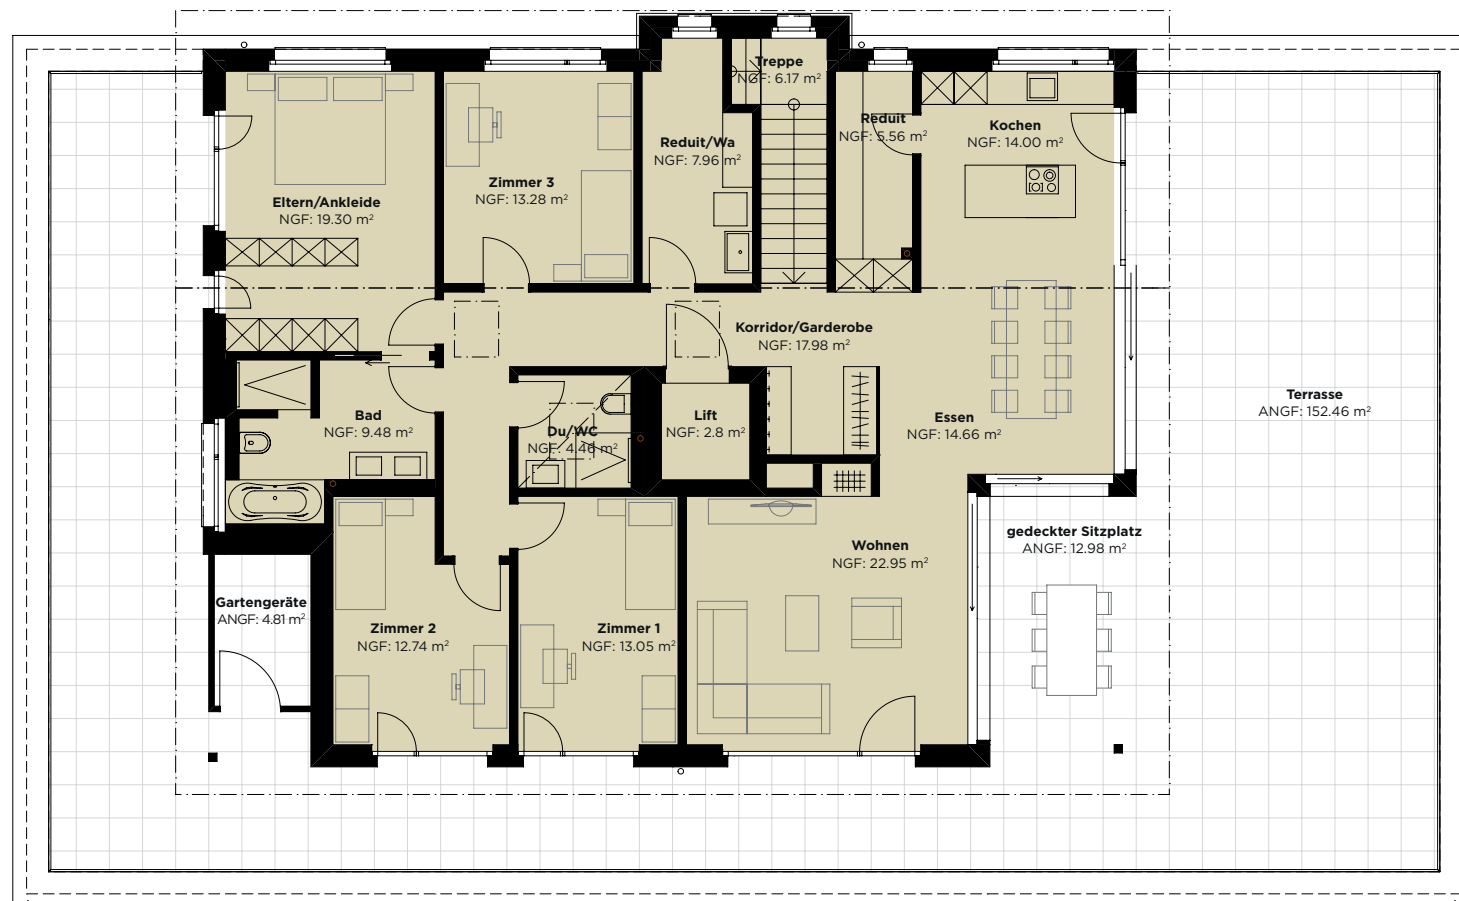 Treppe
NGF: 6.17 m²
Reduit
NGF: 5.56 m²
Kochen
NGF: 14.00 m²
Reduit/Wa
NGF: 7.96 m²
Zimmer 3
NGF: 13.28 m²
Eltern/Ankleide
NGF: 19.30 m²
Korridor/Garderobe
NGF: 17.98 m²
Terrasse
ANGF: 152.46 m²
Bad
NGF: 9.48 m²
Du/WC
NGF: 4.46 m²
Lift
NGF: 2.8 m²
Essen
NGF: 14.66 m²
gedeckter Sitzplatz
ANGF: 12.98 m²
Wohnen
NGF: 22.95 m²
Gartengeräte
ANGF: 4.81 m²
Zimmer 2
NGF: 12.74 m²
Zimmer 1
NGF: 13.05 m²